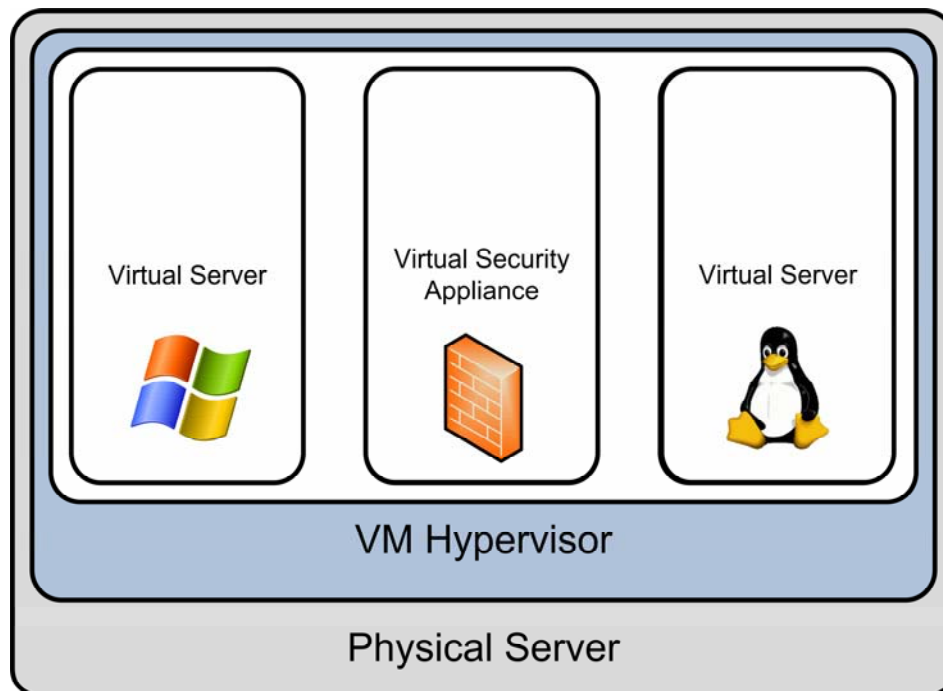 Virtual Server
Virtual Security
Appliance
Virtual Server
VM Hypervisor
Physical Server